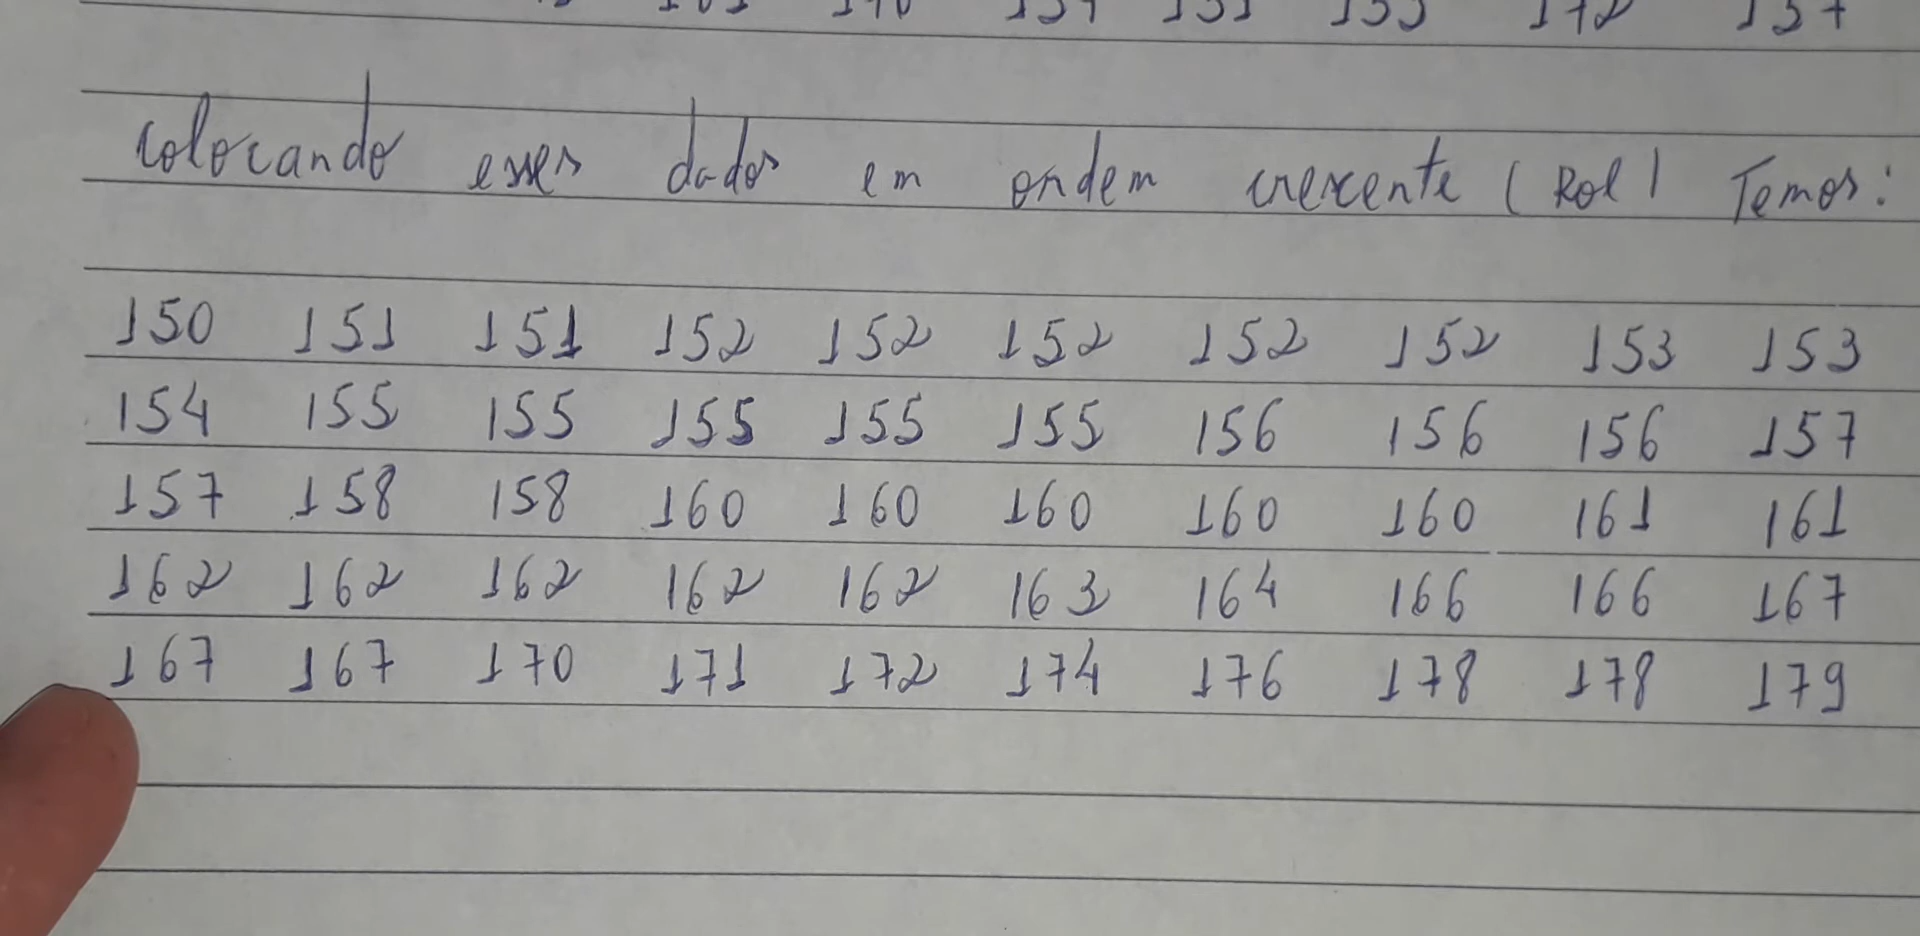 colocando esses dados em ordem crescente (Rol) Temos:
150 151 151 152 152 152 152 152 153 153
154 155 155 155 155 155 156 156 156 157
157 158 158 160 160 160 160 160 161 161
162 162 162 162 162 163 164 166 166 167
167 167 170 171 172 174 176 178 178 179